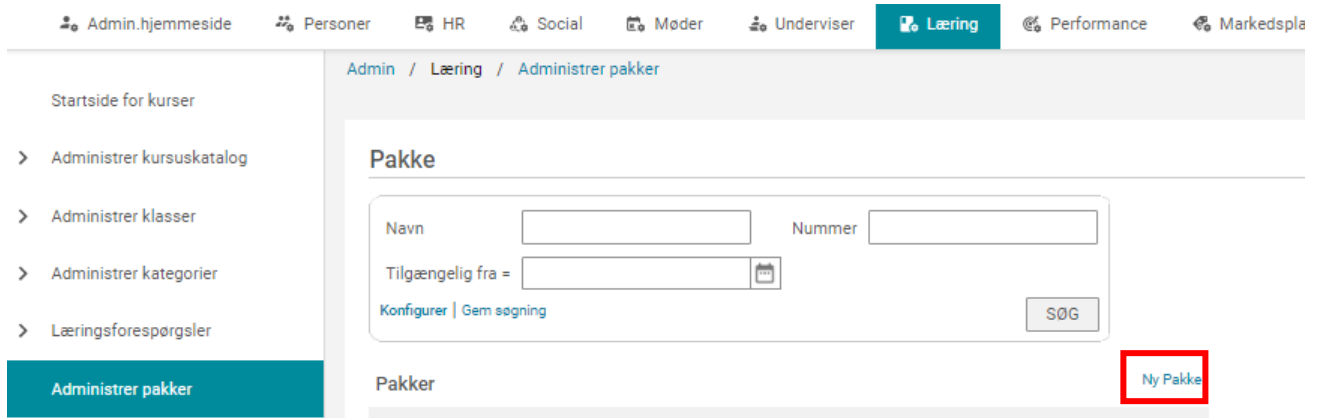 Admin.hjemmeside Personer HR Social Møder Underviser Læring Performance Markedspla
Admin / Læring / Administrer pakker
Startside for kurser
Administrer kursuskatalog
Administrer klasser
Administrer kategorier
Læringsforespørgsler
Administrer pakker
Pakke
Navn Nummer
Tilgængelig fra =
Konfigurer | Gem søgning
SØG
Pakker Ny Pakke